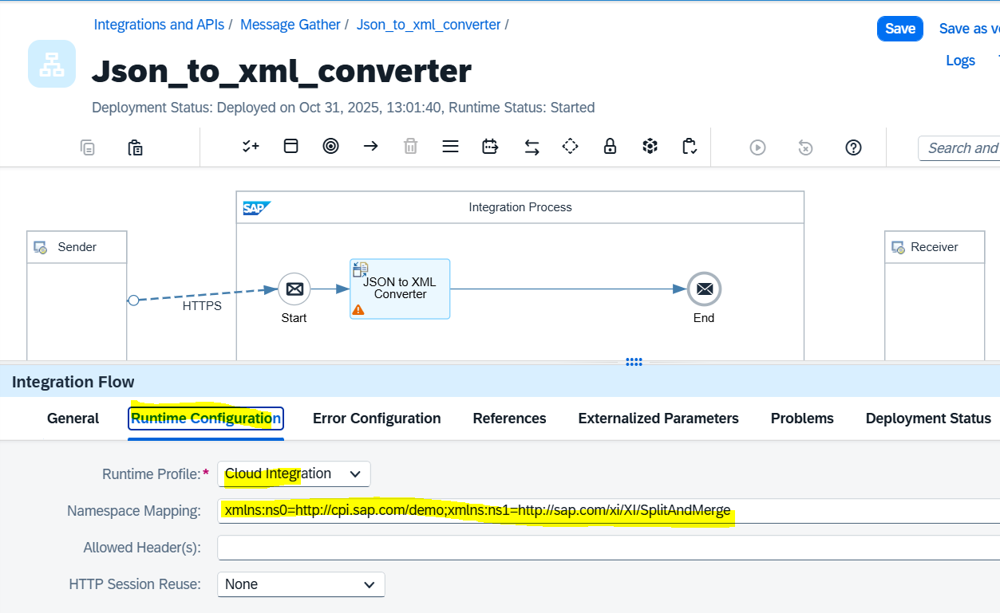 Integrations and APIs / Message Gather / Json_to_xml_converter /
Save
Save as
Logs
Json_to_xml_converter
Deployment Status: Deployed on Oct 31, 2025, 13:01:40, Runtime Status: Started
Search and
SAP
Integration Process
Sender
Receiver
JSON to XML
Converter
HTTPS
Start
End
Integration Flow
General
Runtime Configuration
Error Configuration
References
Externalized Parameters
Problems
Deployment Status
Runtime Profile:* Cloud Integration
Namespace Mapping: xmlns:ns0=http://cpi.sap.com/demo;xmlns:ns1=http://sap.com/xi/XI/SplitAndMerge
Allowed Header(s):
HTTP Session Reuse: None